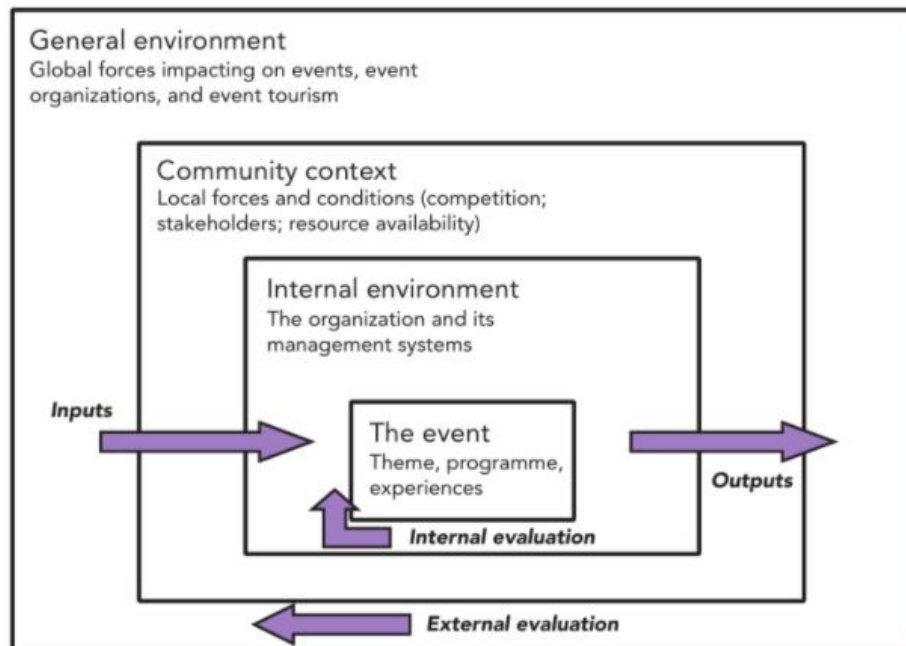 General environment
Global forces impacting on events, event
organizations, and event tourism
Community context
Local forces and conditions (competition;
stakeholders; resource availability)
Internal environment
The organization and its
management systems
Inputs
The event
Theme, programme,
experiences
Outputs
Internal evaluation
External evaluation